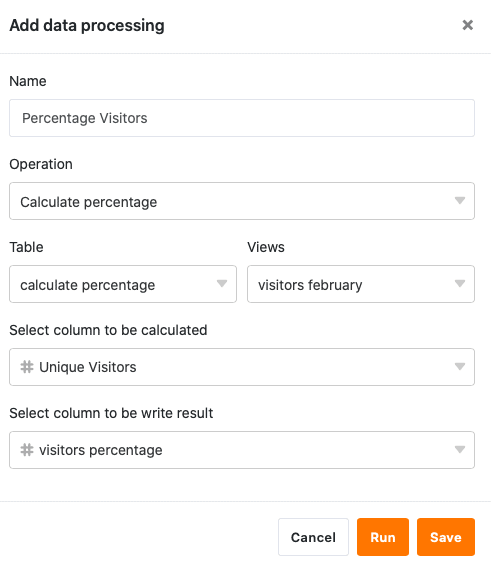 Add data processing
Name
Percentage Visitors
Operation
Calculate percentage
Table Views
calculate percentage visitors february
Select column to be calculated
# Unique Visitors
Select column to be write result
# visitors percentage
Cancel Run Save